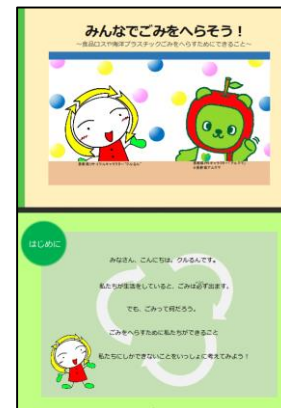 みんなでごみをへらそう！
～食品ロスや海洋プラスチックごみをへらすためにできること～
はじめに
みなさん、こんにちは、クルるんです。
私たちが生活をしていると、ごみは必ず出ます。
でも、ごみって何だろう。
ごみをへらすために私たちができること
私たちにしかできないことをいっしょに考えてみよう！